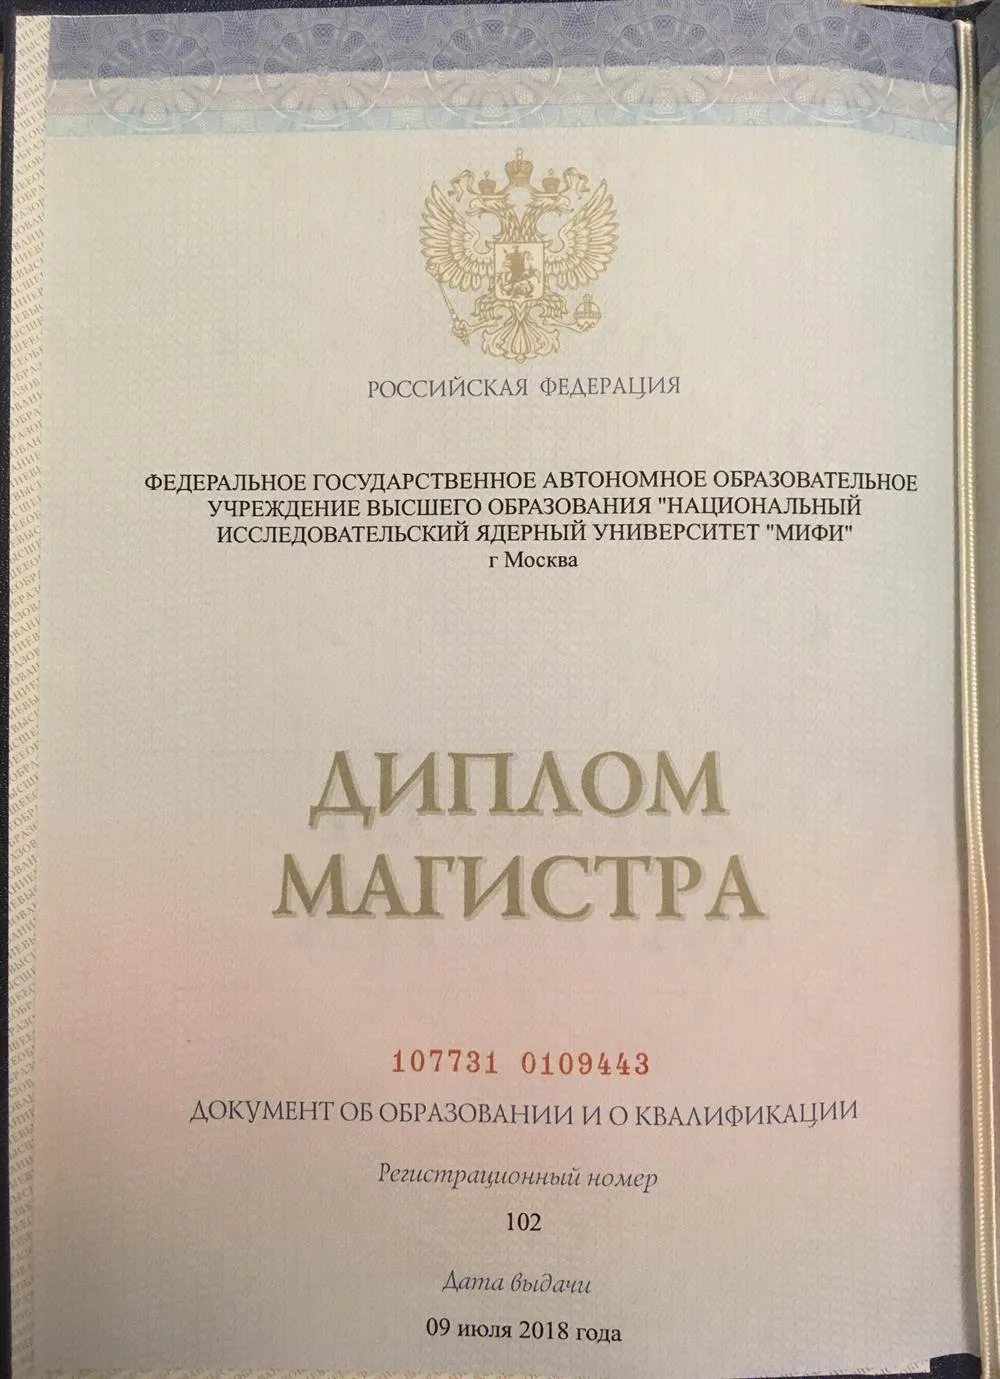 РОССИЙСКАЯ ФЕДЕРАЦИЯ
ФЕДЕРАЛЬНОЕ ГОСУДАРСТВЕННОЕ АВТОНОМНОЕ ОБРАЗОВАТЕЛЬНОЕ
УЧРЕЖДЕНИЕ ВЫСШЕГО ОБРАЗОВАНИЯ "НАЦИОНАЛЬНЫЙ
ИССЛЕДОВАТЕЛЬСКИЙ ЯДЕРНЫЙ УНИВЕРСИТЕТ "МИФИ"
г Москва
ДИПЛОМ
МАГИСТРА
107731 0109443
ДОКУМЕНТ ОБ ОБРАЗОВАНИИ И О КВАЛИФИКАЦИИ
Регистрационный номер
102
Дата выдачи
09 июля 2018 года